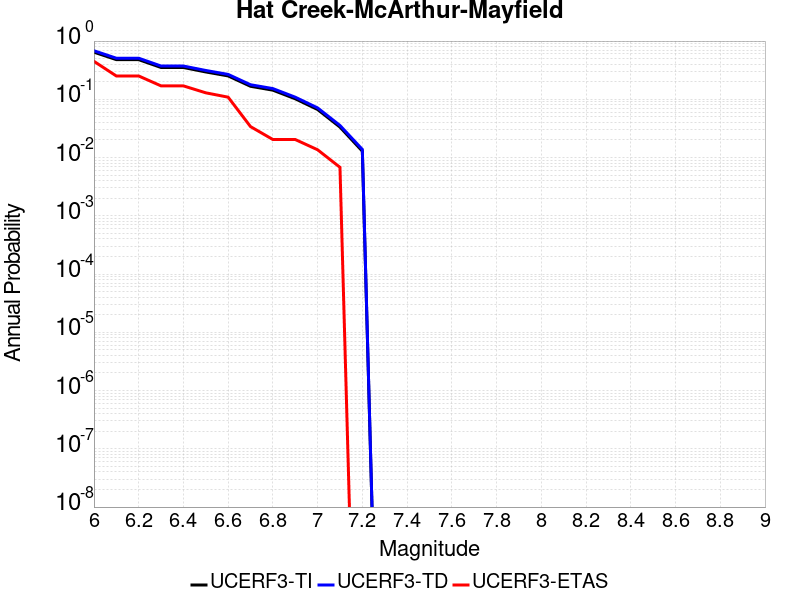 Hat Creek-McArthur-Mayfield
Annual Probability
10^0
10^-1
10^-2
10^-3
10^-4
10^-5
10^-6
10^-7
10^-8
6 6.2 6.4 6.6 6.8 7 7.2 7.4 7.6 7.8 8 8.2 8.4 8.6 8.8 9
Magnitude
UCERF3-TI UCERF3-TD UCERF3-ETAS